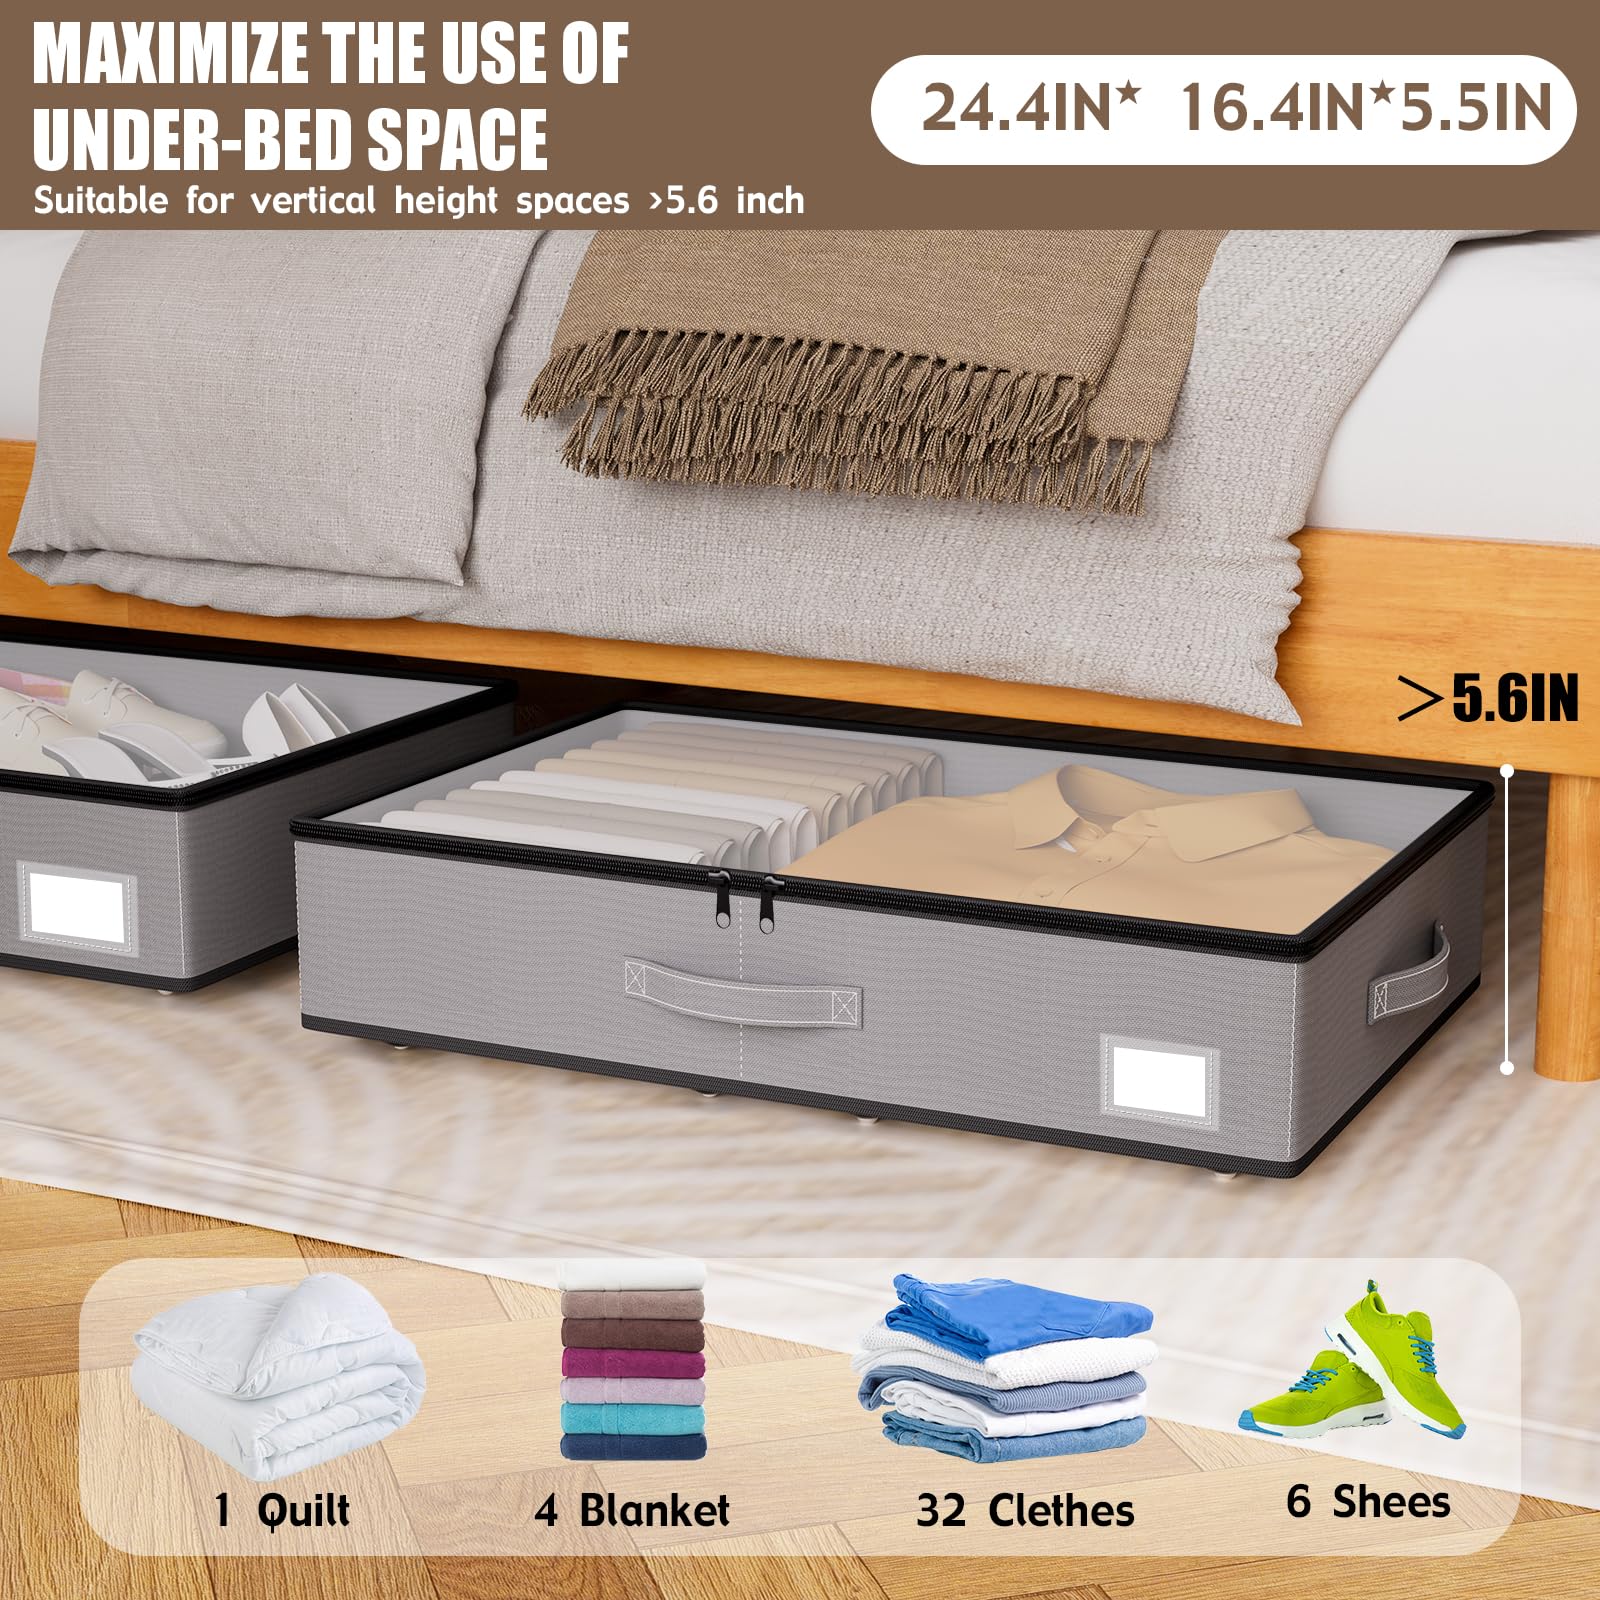 MAXIMIZE THE USE OF
UNDER-BED SPACE
Suitable for vertical height spaces >5.6 inch
24.4IN* 16.4IN*5.5IN
>5.6IN
1 Quilt
4 Blanket
32 Clethes
6 Shees